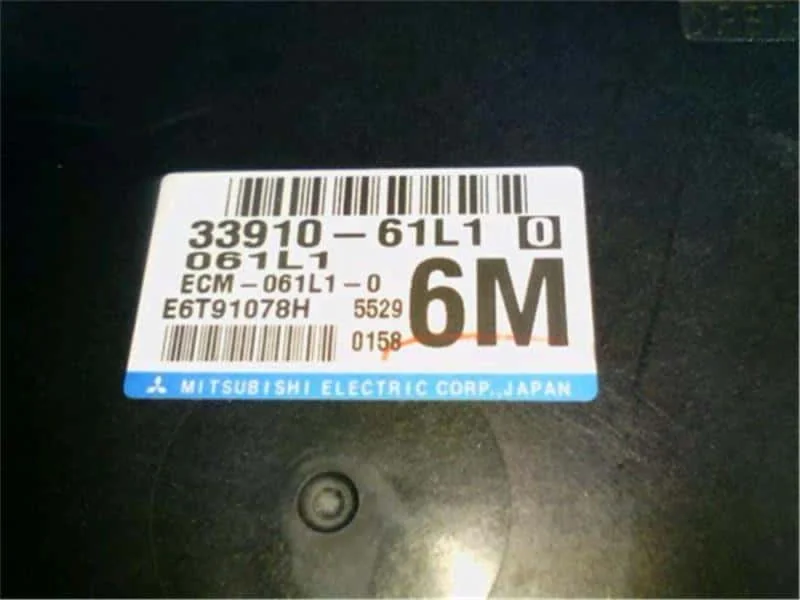 33910-61L1 0
061L1
ECM-061L1-0
E6T91078H 5529
0158
6M
MITSUBISHI ELECTRIC CORP.,JAPAN